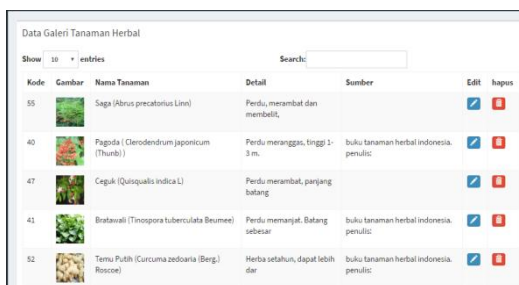 Data Galeri Tanaman Herbal
Show 10 entries Search:
Kode Gambar Nama Tanaman Detail Sumber Edit hapus
55 Saga (Abrus precatorius Linn) Perdu, merambat dan
membelit,
40 Pagoda ( Clerodendrum japonicum Perdu meranggas, tinggi 1- buku tanaman herbal indonesia.
(Thunb) ) 3 m. penulis:
47 Ceguk (Quisqualis indica L) Perdu merambat, panjang
batang
41 Bratawali (Tinospora tuberculata Beumee) Perdu memanjat. Batang buku tanaman herbal indonesia.
sebesar penulis:
52 Temu Putih (Curcuma zedoaria (Berg.) Herba setahun, dapat lebih buku tanaman herbal indonesia.
Roscoe) dar penulis: